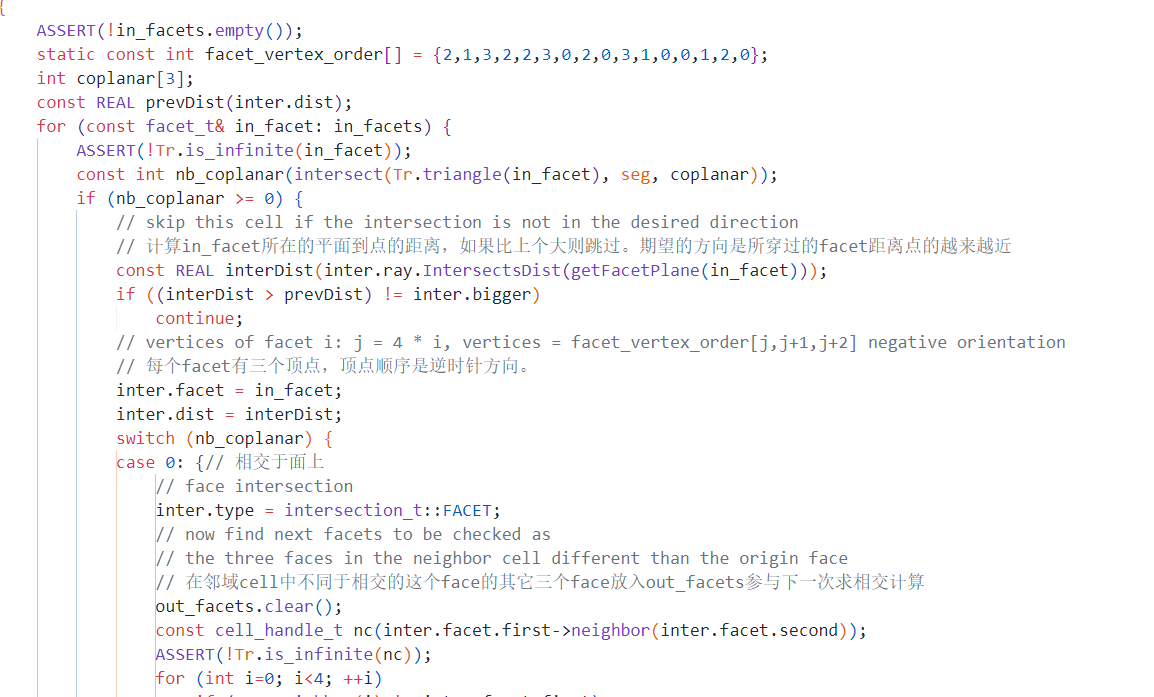 {
ASSERT(!in_facets.empty());
static const int facet_vertex_order[] = {2,1,3,2,2,3,0,2,0,3,1,0,0,1,2,0};
int coplanar[3];
const REAL prevDist(inter.dist);
for (const facet_t& in_facet: in_facets) {
ASSERT(!Tr.is_infinite(in_facet));
const int nb_coplanar(intersect(Tr.triangle(in_facet), seg, coplanar));
if (nb_coplanar >= 0) {
// skip this cell if the intersection is not in the desired direction
// 计算in_facet所在的平面到点的距离，如果比上个大则跳过。期望的方向是所穿过的facet距离点的越来越近
const REAL interDist(inter.ray.IntersectsDist(getFacetPlane(in_facet)));
if ((interDist > prevDist) != inter.bigger)
continue;
// vertices of facet i: j = 4 * i, vertices = facet_vertex_order[j,j+1,j+2] negative orientation
// 每个facet有三个顶点，顶点顺序是逆时针方向。
inter.facet = in_facet;
inter.dist = interDist;
switch (nb_coplanar) {
case 0: {// 相交于面上
// face intersection
inter.type = intersection_t::FACET;
// now find next facets to be checked as
// the three faces in the neighbor cell different than the origin face
// 在邻域cell中不同于相交的这个face的其它三个face放入out_facets参与下一次求相交计算
out_facets.clear();
const cell_handle_t nc(inter.facet.first->neighbor(inter.facet.second));
ASSERT(!Tr.is_infinite(nc));
for (int i=0; i<4; ++i)